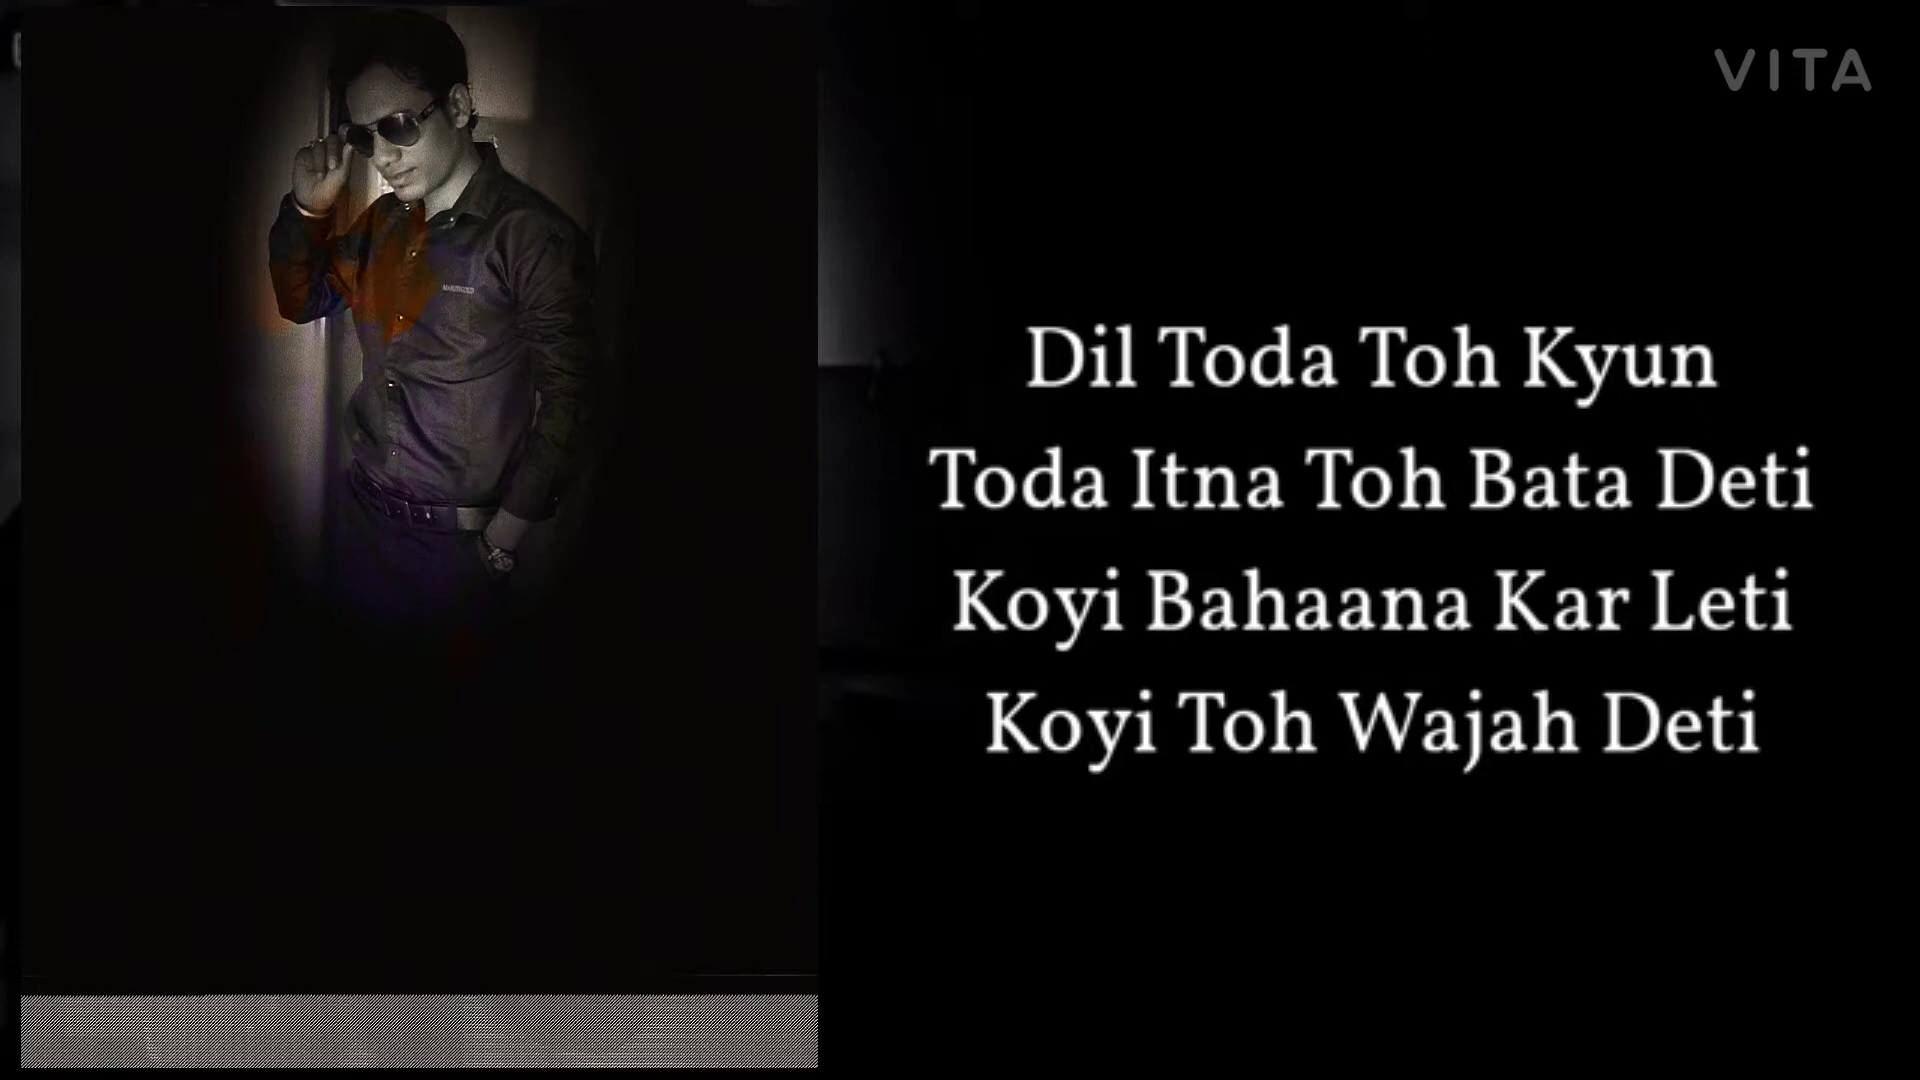 VITA
Dil Toda Toh Kyun
Toda Itna Toh Bata Deti
Koyi Bahaana Kar Leti
Koyi Toh Wajah Deti